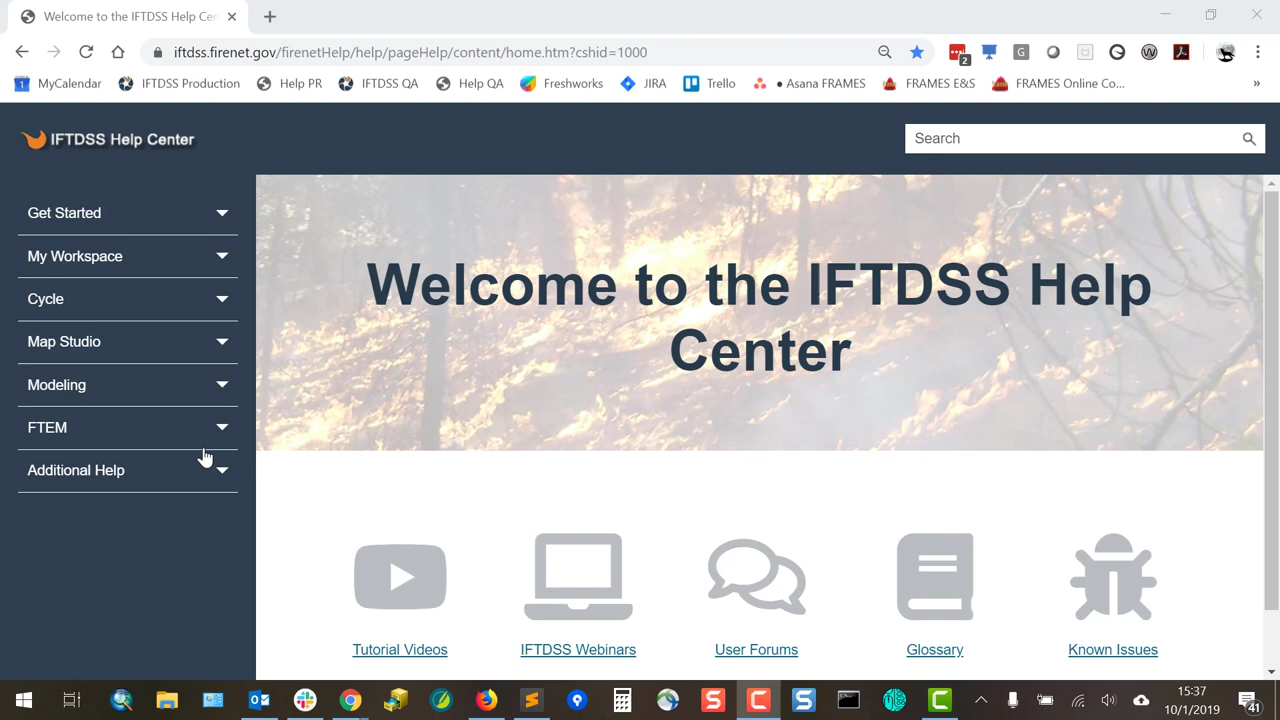 Welcome to the IFTDSS Help Cen
iftdss.firenet.gov/firenetHelp/help/pageHelp/content/home.htm?cshid=1000
2
G
W
1 MyCalendar IFTDSS Production Help PR IFTDSS QA Help QA Freshworks JIRA Trello • Asana FRAMES FRAMES E&S FRAMES Online Co... »
IFTDSS Help Center
Search
Get Started
My Workspace
Cycle
Map Studio
Modeling
FTEM
Additional Help
Welcome to the IFTDSS Help
Center
Tutorial Videos IFTDSS Webinars User Forums Glossary Known Issues
S C S C
15:37
10/1/2019
41